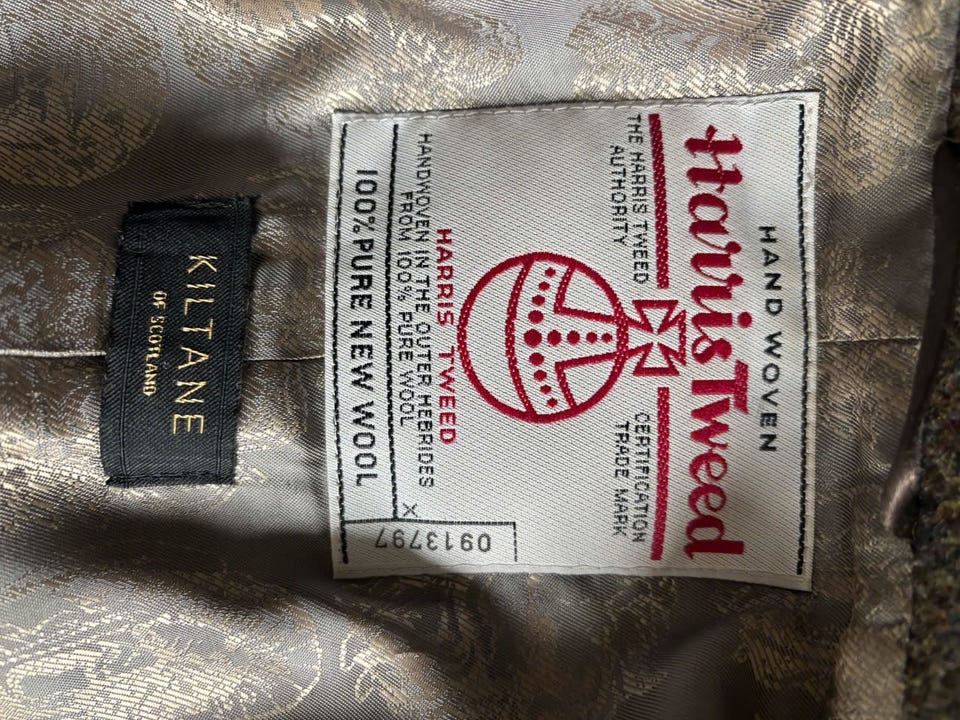 HAND WOVEN
Harris Tweed
THE HARRIS TWEED
AUTHORITY
CERTIFICATION
TRADE MARK
HARRIS TWEED
HANDWOVEN IN THE OUTER HEBRIDES
FROM 100% PURE WOOL
X
0913797
100% PURE NEW WOOL
KILTANE
OF SCOTLAND